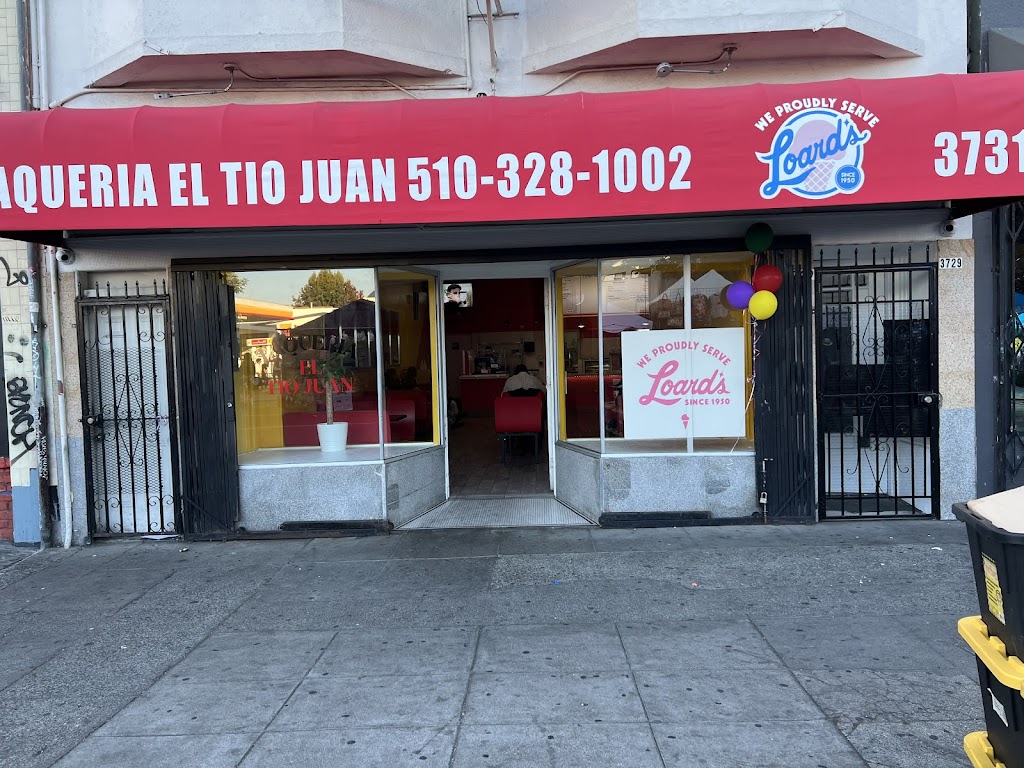 AQUERIA EL TIO JUAN 510-328-1002
WE PROUDLY SERVE
Loard's
SINCE
1950
3731
3729
QUER
EL
TIO JUAN
WE PROUDLY SERVE
Loard's
SINCE 1950